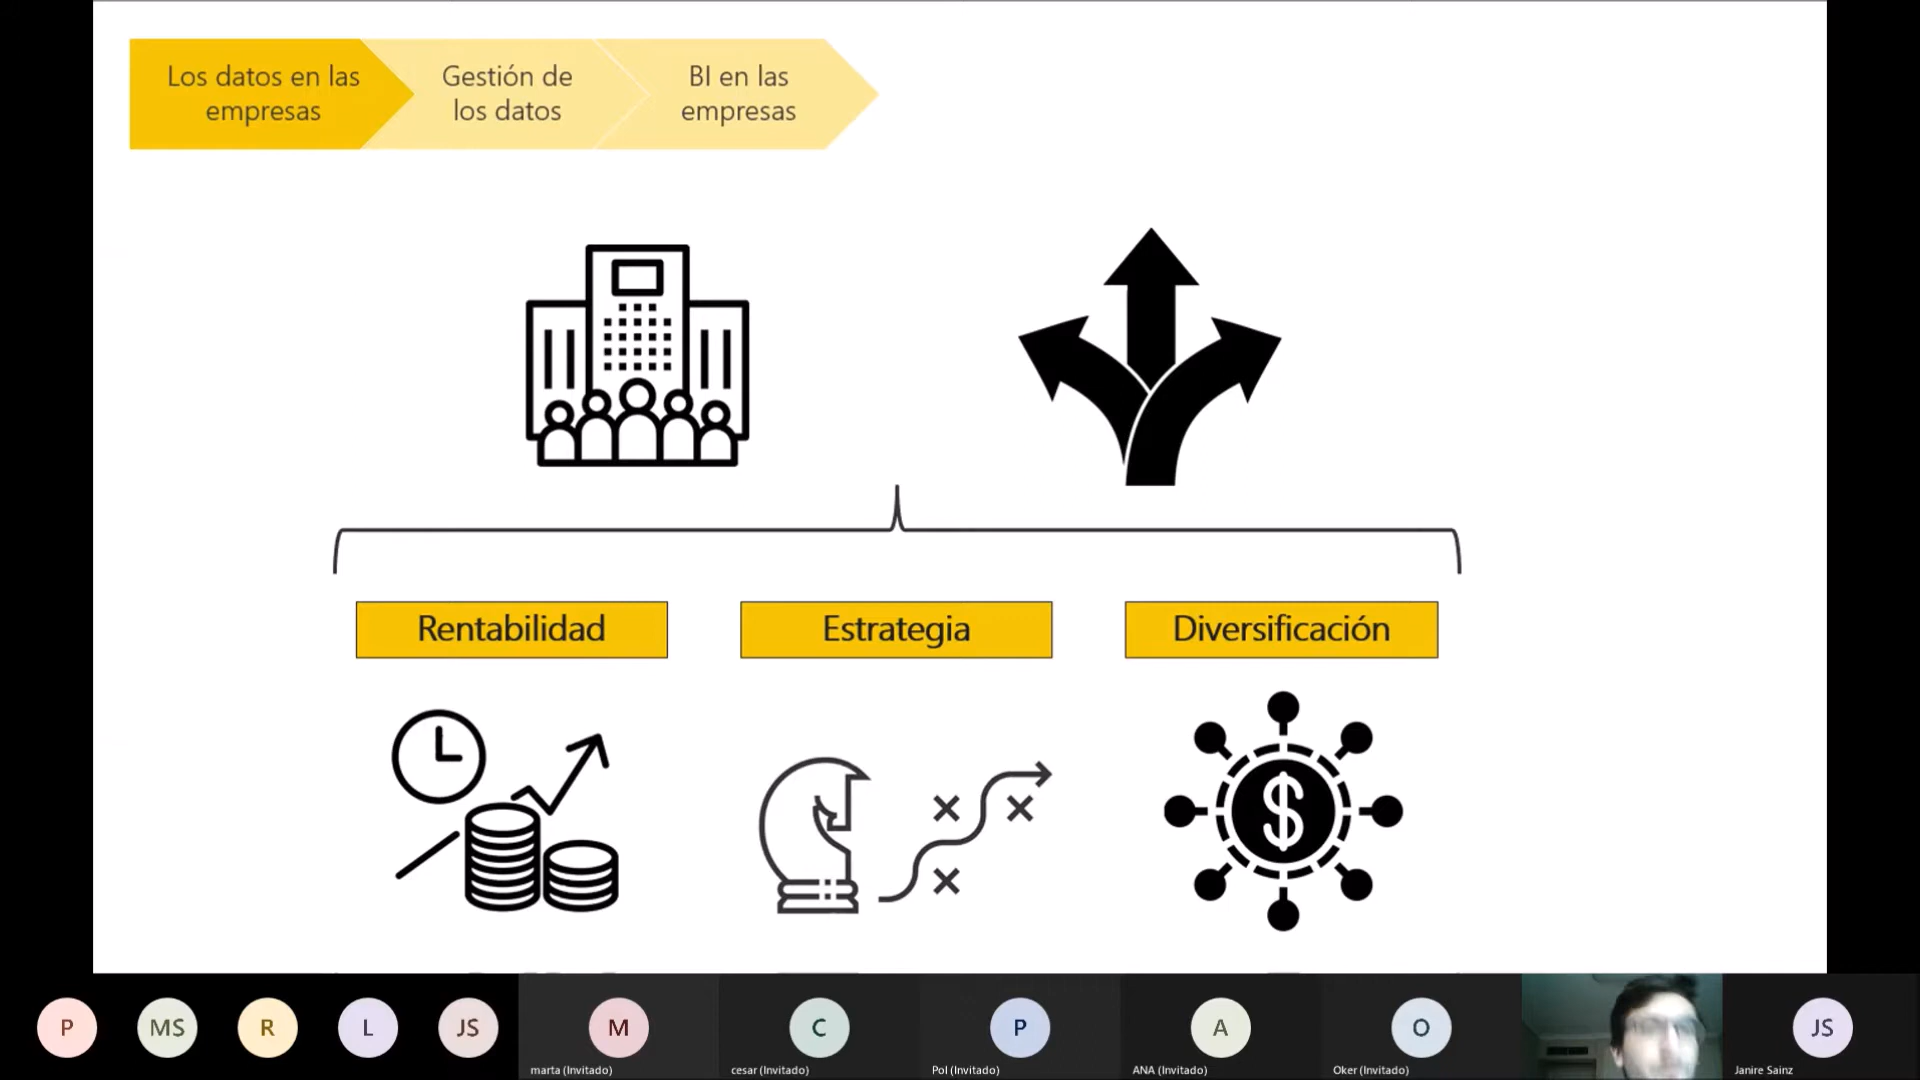 Los datos en las
empresas
Gestión de
los datos
BI en las
empresas
Rentabilidad
Estrategia
Diversificación
$
P
MS
R
L
JS
M
C
P
A
O
JS
marta (Invitado)
cesar (Invitado)
Pol (Invitado)
ANA (Invitado)
Oker (Invitado)
Janire Sainz